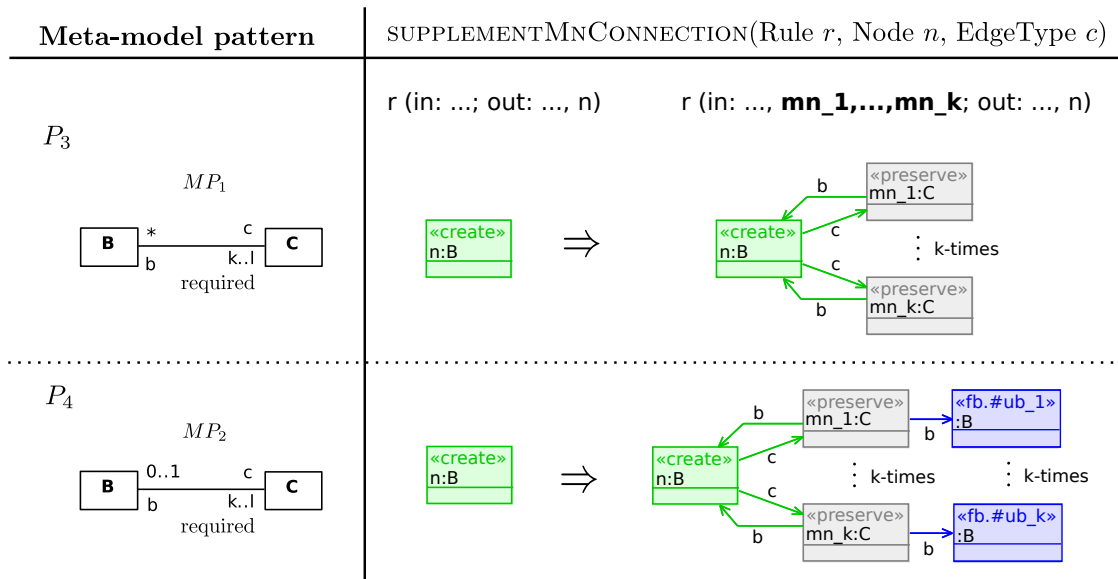 Meta-model pattern
SUPPLEMENTMNCONNECTION(Rule r, Node n, EdgeType c)
r (in: ...; out: ..., n)
r (in: ..., mn_1,...,mn_k; out: ..., n)
P3
MP1
B
*
b
c
k..l
C
required
«create»
n:B
⇒
«create»
n:B
b
c
c
b
«preserve»
mn_1:C
⋮ k-times
«preserve»
mn_k:C
P4
MP2
B
0..1
b
c
k..l
C
required
«create»
n:B
⇒
«create»
n:B
b
c
c
b
«preserve»
mn_1:C
b
«fb.#ub_1»
:B
⋮ k-times
⋮ k-times
«preserve»
mn_k:C
b
«fb.#ub_k»
:B